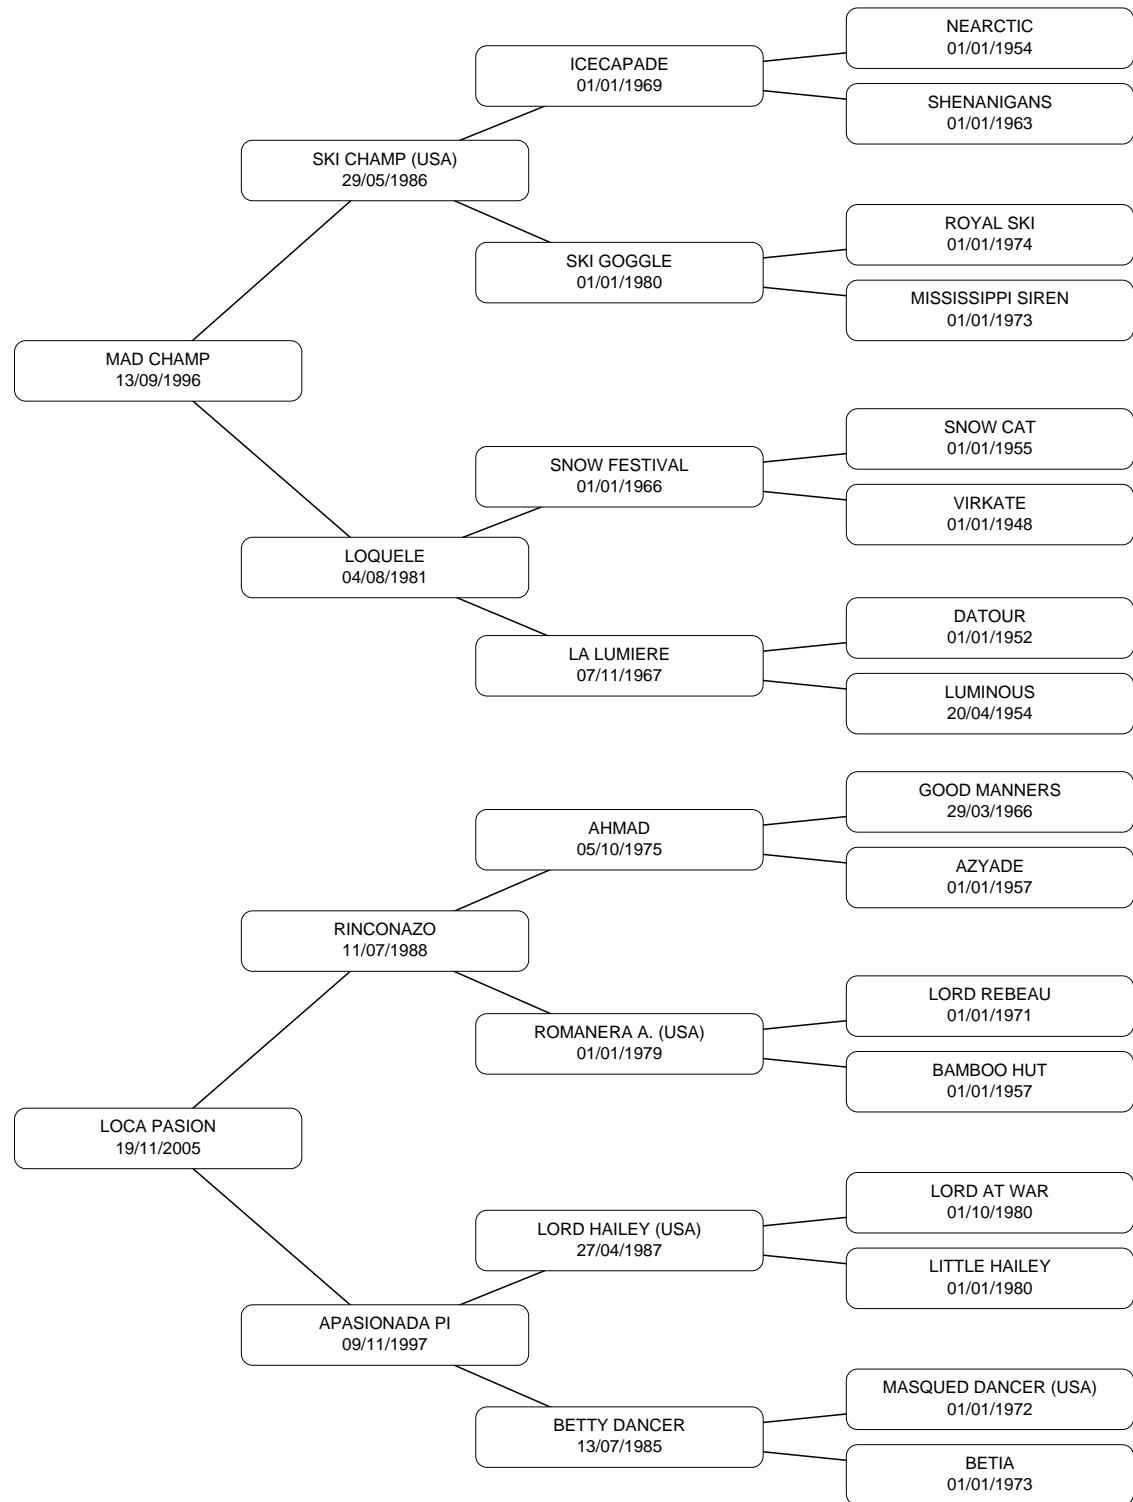 NEARCTIC
01/01/1954
ICECAPADE
01/01/1969
SHENANIGANS
01/01/1963
SKI CHAMP (USA)
29/05/1986
ROYAL SKI
01/01/1974
SKI GOGGLE
01/01/1980
MISSISSIPPI SIREN
01/01/1973
MAD CHAMP
13/09/1996
SNOW CAT
01/01/1955
SNOW FESTIVAL
01/01/1966
VIRKATE
01/01/1948
LOQUELE
04/08/1981
DATOUR
01/01/1952
LA LUMIERE
07/11/1967
LUMINOUS
20/04/1954
GOOD MANNERS
29/03/1966
AHMAD
05/10/1975
AZYADE
01/01/1957
RINCONAZO
11/07/1988
LORD REBEAU
01/01/1971
ROMANERA A. (USA)
01/01/1979
BAMBOO HUT
01/01/1957
LOCA PASION
19/11/2005
LORD AT WAR
01/10/1980
LORD HAILEY (USA)
27/04/1987
LITTLE HAILEY
01/01/1980
APASIONADA PI
09/11/1997
MASQUED DANCER (USA)
01/01/1972
BETTY DANCER
13/07/1985
BETIA
01/01/1973